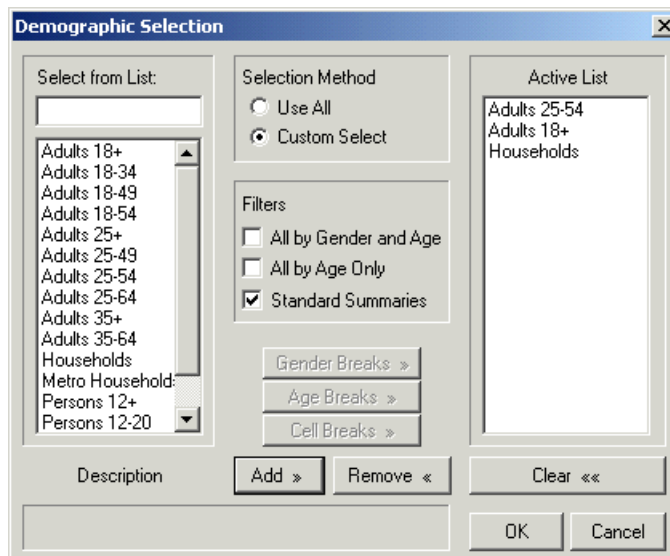 Demographic Selection
Select from List:
Adults 18+
Adults 18-34
Adults 18-49
Adults 18-54
Adults 25+
Adults 25-49
Adults 25-54
Adults 25-64
Adults 35+
Adults 35-64
Households
Metro Household
Persons 12+
Persons 12-20
Description
Selection Method
Use All
Custom Select
Filters
All by Gender and Age
All by Age Only
Standard Summaries
Gender Breaks »
Age Breaks »
Cell Breaks »
Add »
Remove «
Active List
Adults 25-54
Adults 18+
Households
Clear ««
OK
Cancel